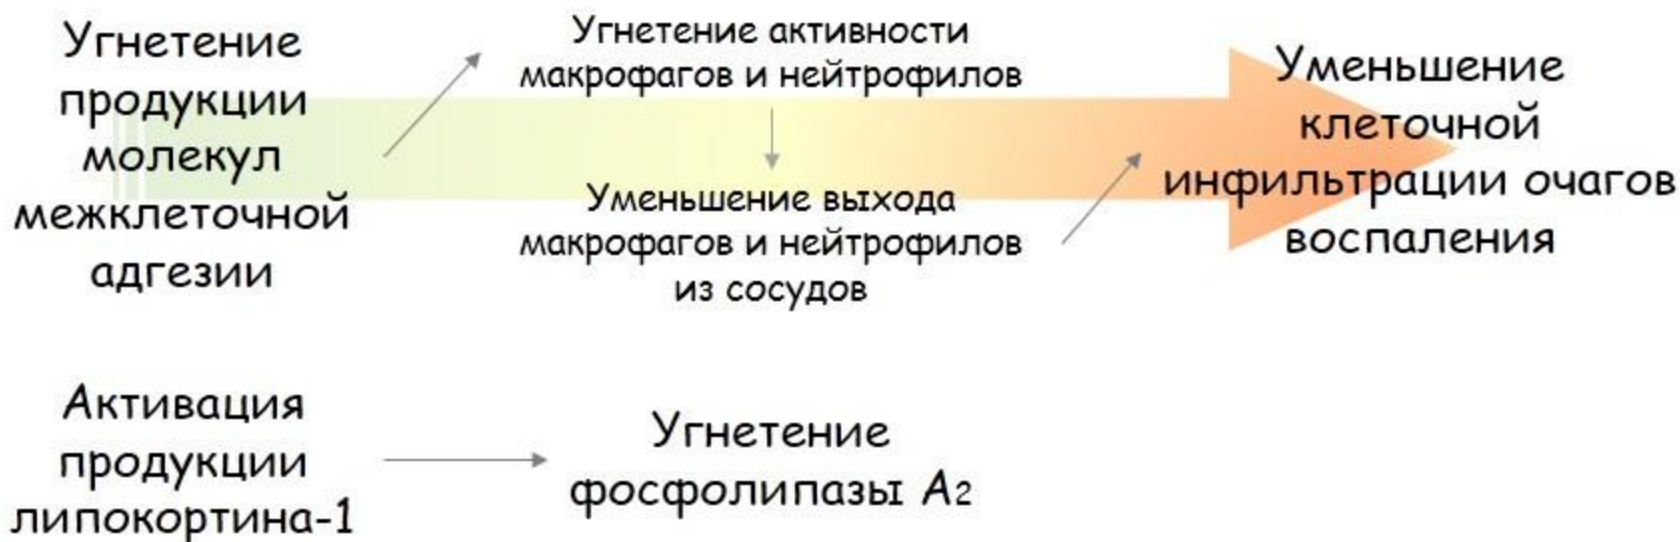 Угнетение
продукции
молекул
межклеточной
адгезии
Угнетение активности
макрофагов и нейтрофилов
Уменьшение выхода
макрофагов и нейтрофилов
из сосудов
Уменьшение
клеточной
инфильтрации очагов
воспаления
Активация
продукции
липокортина-1
Угнетение
фосфолипазы А2